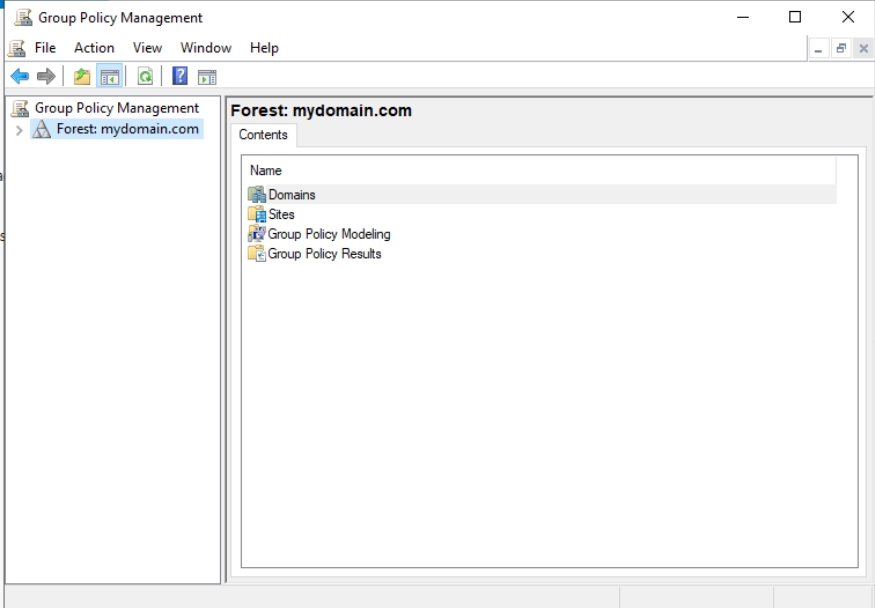 Group Policy Management
File Action View Window Help
Group Policy Management
Forest: mydomain.com
Forest: mydomain.com
Contents
Name
Domains
Sites
Group Policy Modeling
Group Policy Results